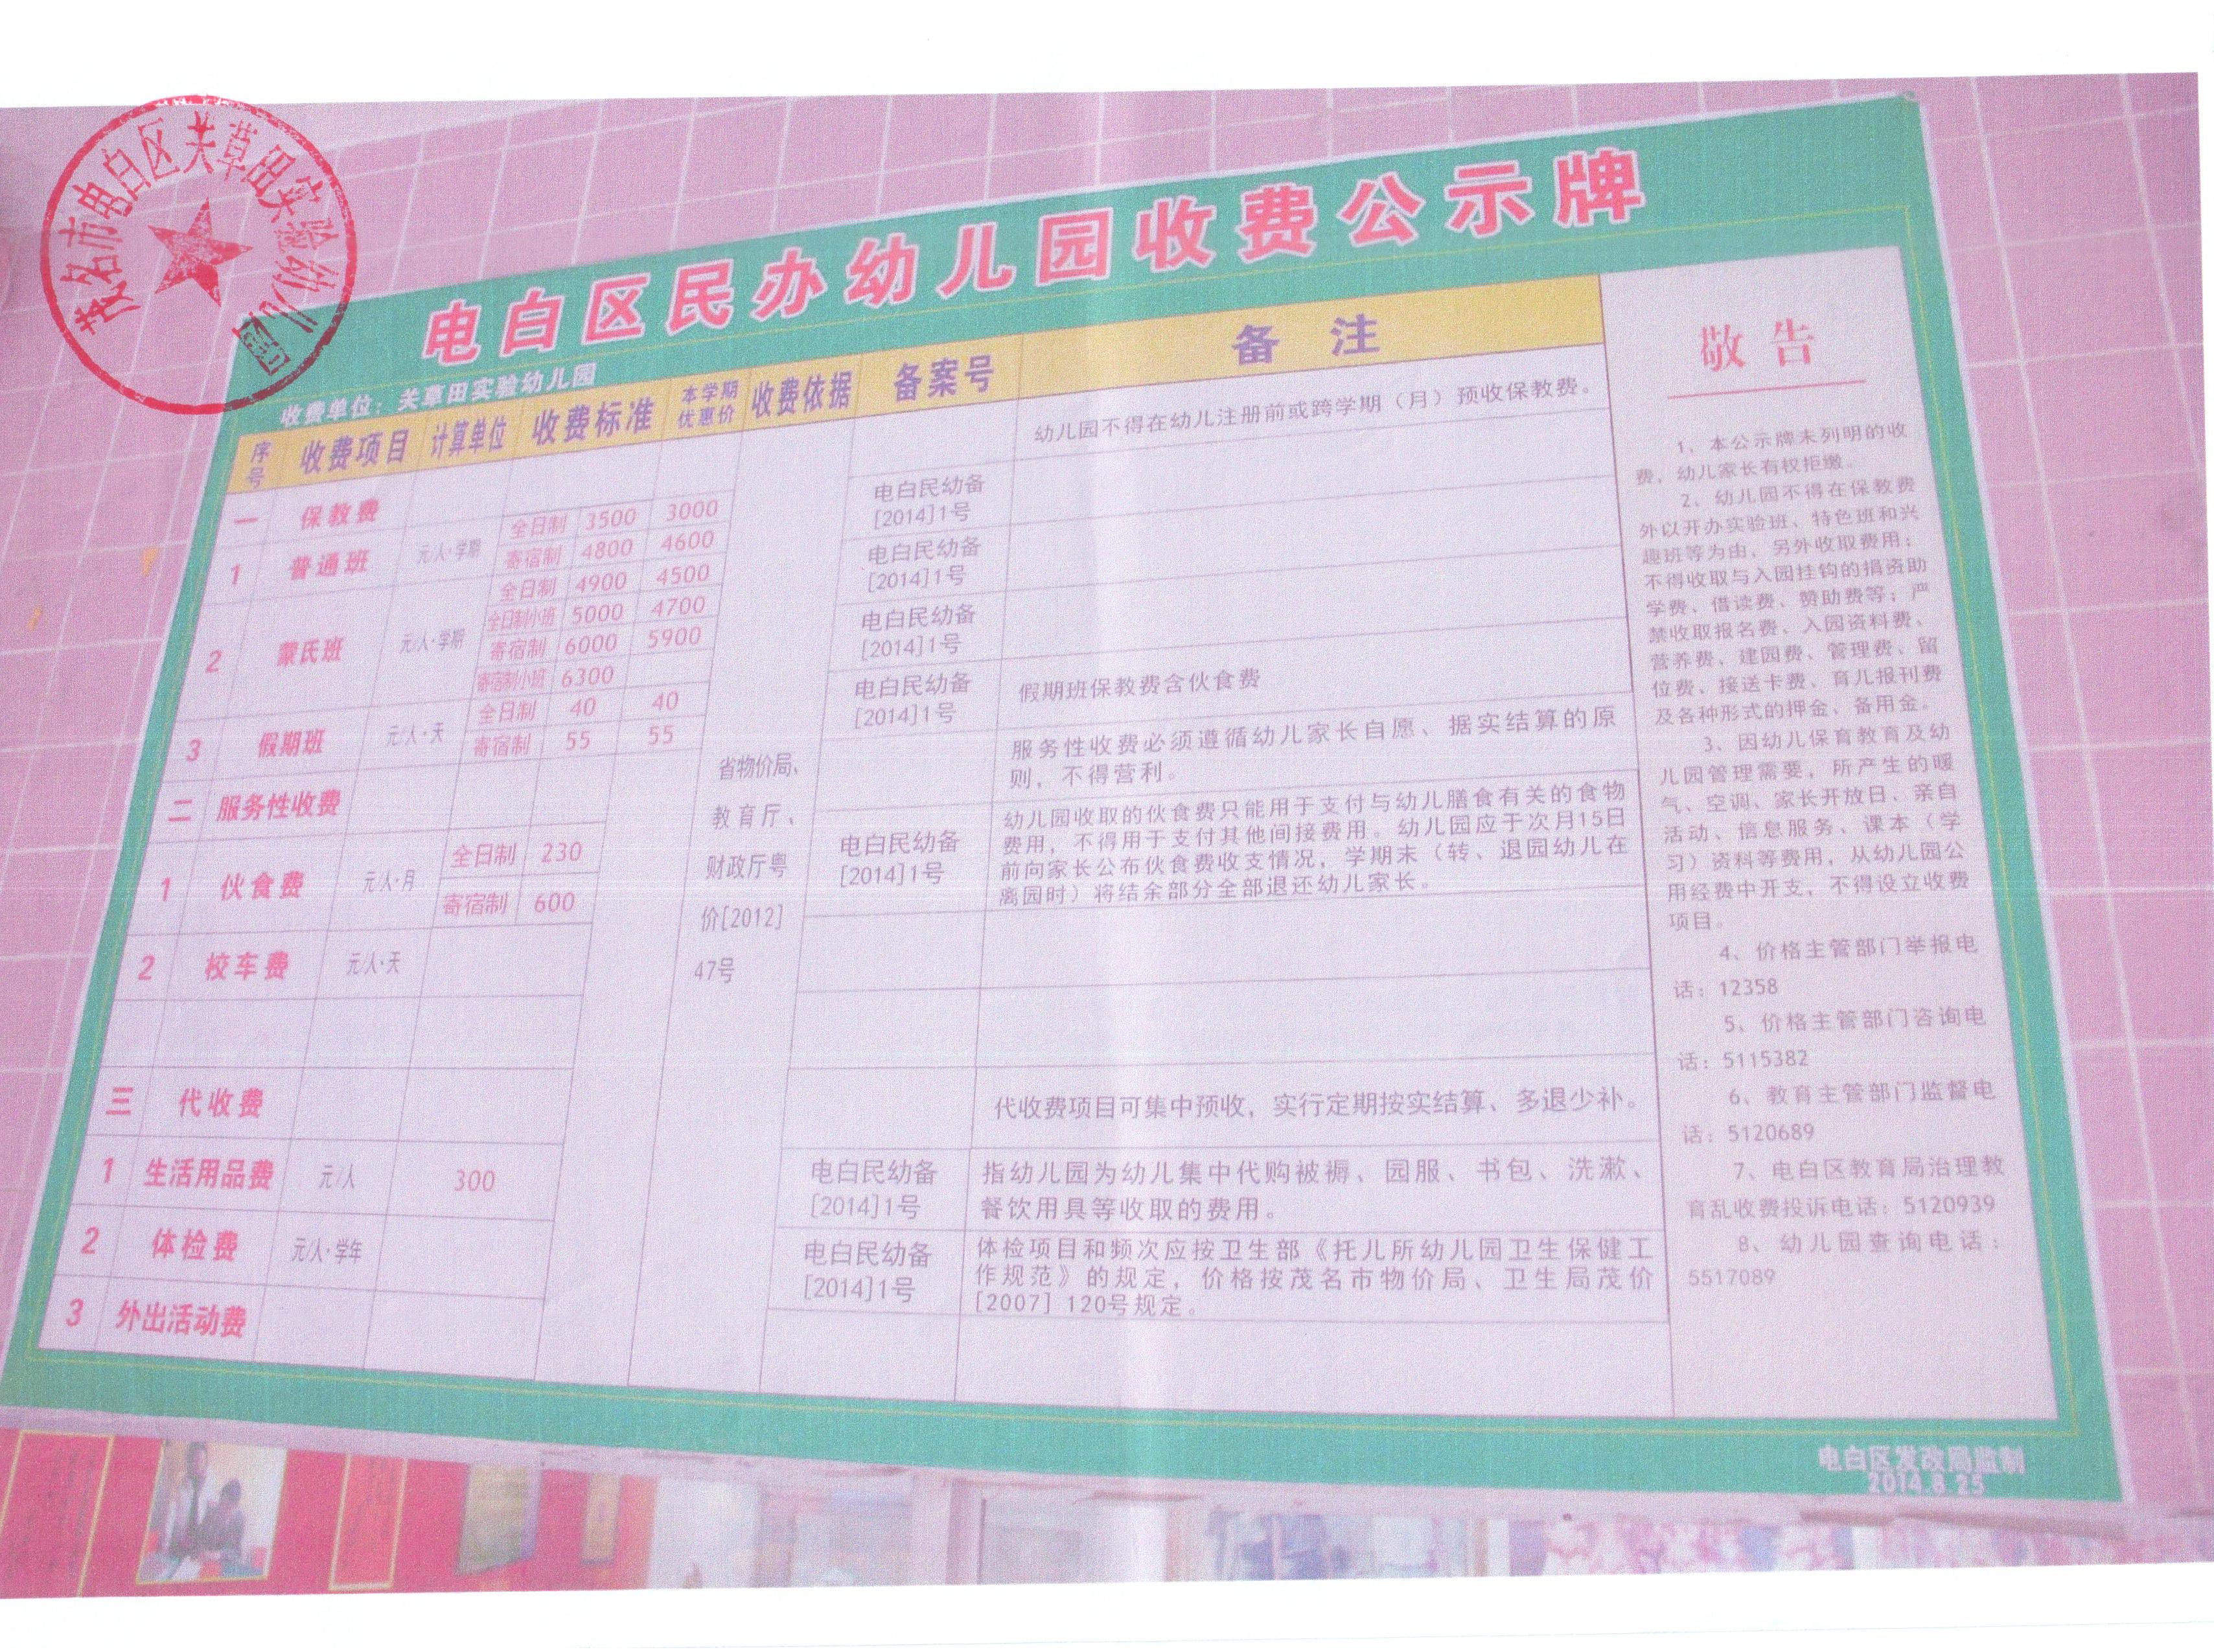 茂名市电白区关草田实验幼儿園
电白区民办幼儿园收费公示牌
收费单位：关草田实验幼儿园
序号 收费项目 计算单位 收费标准 本学期优惠价 收费依据 备案号 备 注
一 保教费 幼儿园不得在幼儿注册前或跨学期（月）预收保教费。
1 普通班 元/人·学期 全日制 3500 3000 电白民幼备[2014]1号
寄宿制 4800 4600 电白民幼备[2014]1号
2 蒙氏班 元/人·学期 全日制 4900 4500 电白民幼备[2014]1号
全日制小班 5000 4700
寄宿制 6000 5900
寄宿制小班 6300
3 假期班 元/人·天 全日制 40 40 电白民幼备[2014]1号 假期班保教费含伙食费
寄宿制 55 55
省物价局、
教育厅、
财政厅粤
价[2012]
47号
二 服务性收费 服务性收费必须遵循幼儿家长自愿、据实结算的原
则，不得营利。
1 伙食费 元/人·月 全日制 230 电白民幼备[2014]1号
寄宿制 600
幼儿园收取的伙食费只能用于支付与幼儿膳食有关的食物
费用，不得用于支付其他间接费用。幼儿园应于次月15日
前向家长公布伙食费收支情况，学期末（转、退园幼儿在
离园时）将结余部分全部退还幼儿家长。
2 校车费 元/人·天
三 代收费 代收费项目可集中预收，实行定期按实结算、多退少补。
1 生活用品费 元/人 300 电白民幼备[2014]1号
指幼儿园为幼儿集中代购被褥、园服、书包、洗漱、
餐饮用具等收取的费用。
2 体检费 元/人·学年 电白民幼备[2014]1号
体检项目和频次应按卫生部《托儿所幼儿园卫生保健工
作规范》的规定，价格按茂名市物价局、卫生局茂价
[2007] 120号规定。
3 外出活动费
敬告
1、本公示牌未列明的收
费，幼儿家长有权拒缴。
2、幼儿园不得在保教费
外以开办实验班、特色班和兴
趣班等为由，另外收取费用；
不得收取与入园挂钩的捐资助
学费、借读费、赞助费等；严
禁收取报名费、入园资料费、
营养费、建园费、管理费、留
位费、接送卡费、育儿报刊费
及各种形式的押金、备用金。
3、因幼儿保育教育及幼
儿园管理需要，所产生的暖
气、空调、家长开放日、亲自
活动、信息服务、课本（学
习）资料等费用，从幼儿园公
用经费中开支，不得设立收费
项目。
4、价格主管部门举报电
话：12358
5、价格主管部门咨询电
话：5115382
6、教育主管部门监督电
话：5120689
7、电白区教育局治理教
育乱收费投诉电话：5120939
8、幼儿园查询电话：
5517089
电白区发改局监制
2014.8.25